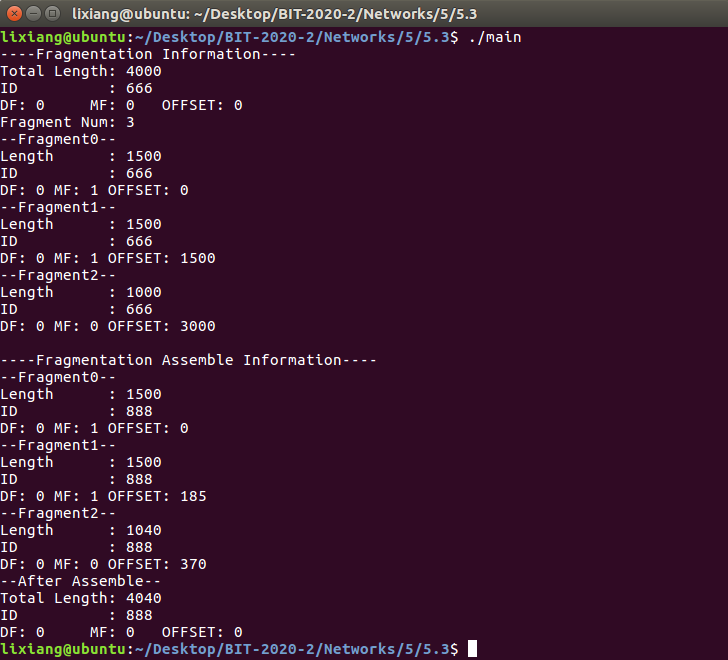 lixiang@ubuntu: ~/Desktop/BIT-2020-2/Networks/5/5.3
lixiang@ubuntu:~/Desktop/BIT-2020-2/Networks/5/5.3$ ./main
----Fragmentation Information----
Total Length: 4000
ID          : 666
DF: 0     MF: 0   OFFSET: 0
Fragment Num: 3
--Fragment0--
Length      : 1500
ID          : 666
DF: 0 MF: 1 OFFSET: 0
--Fragment1--
Length      : 1500
ID          : 666
DF: 0 MF: 1 OFFSET: 1500
--Fragment2--
Length      : 1000
ID          : 666
DF: 0 MF: 0 OFFSET: 3000

----Fragmentation Assemble Information----
--Fragment0--
Length      : 1500
ID          : 888
DF: 0 MF: 1 OFFSET: 0
--Fragment1--
Length      : 1500
ID          : 888
DF: 0 MF: 1 OFFSET: 185
--Fragment2--
Length      : 1040
ID          : 888
DF: 0 MF: 0 OFFSET: 370
--After Assemble--
Total Length: 4040
ID          : 888
DF: 0     MF: 0   OFFSET: 0
lixiang@ubuntu:~/Desktop/BIT-2020-2/Networks/5/5.3$